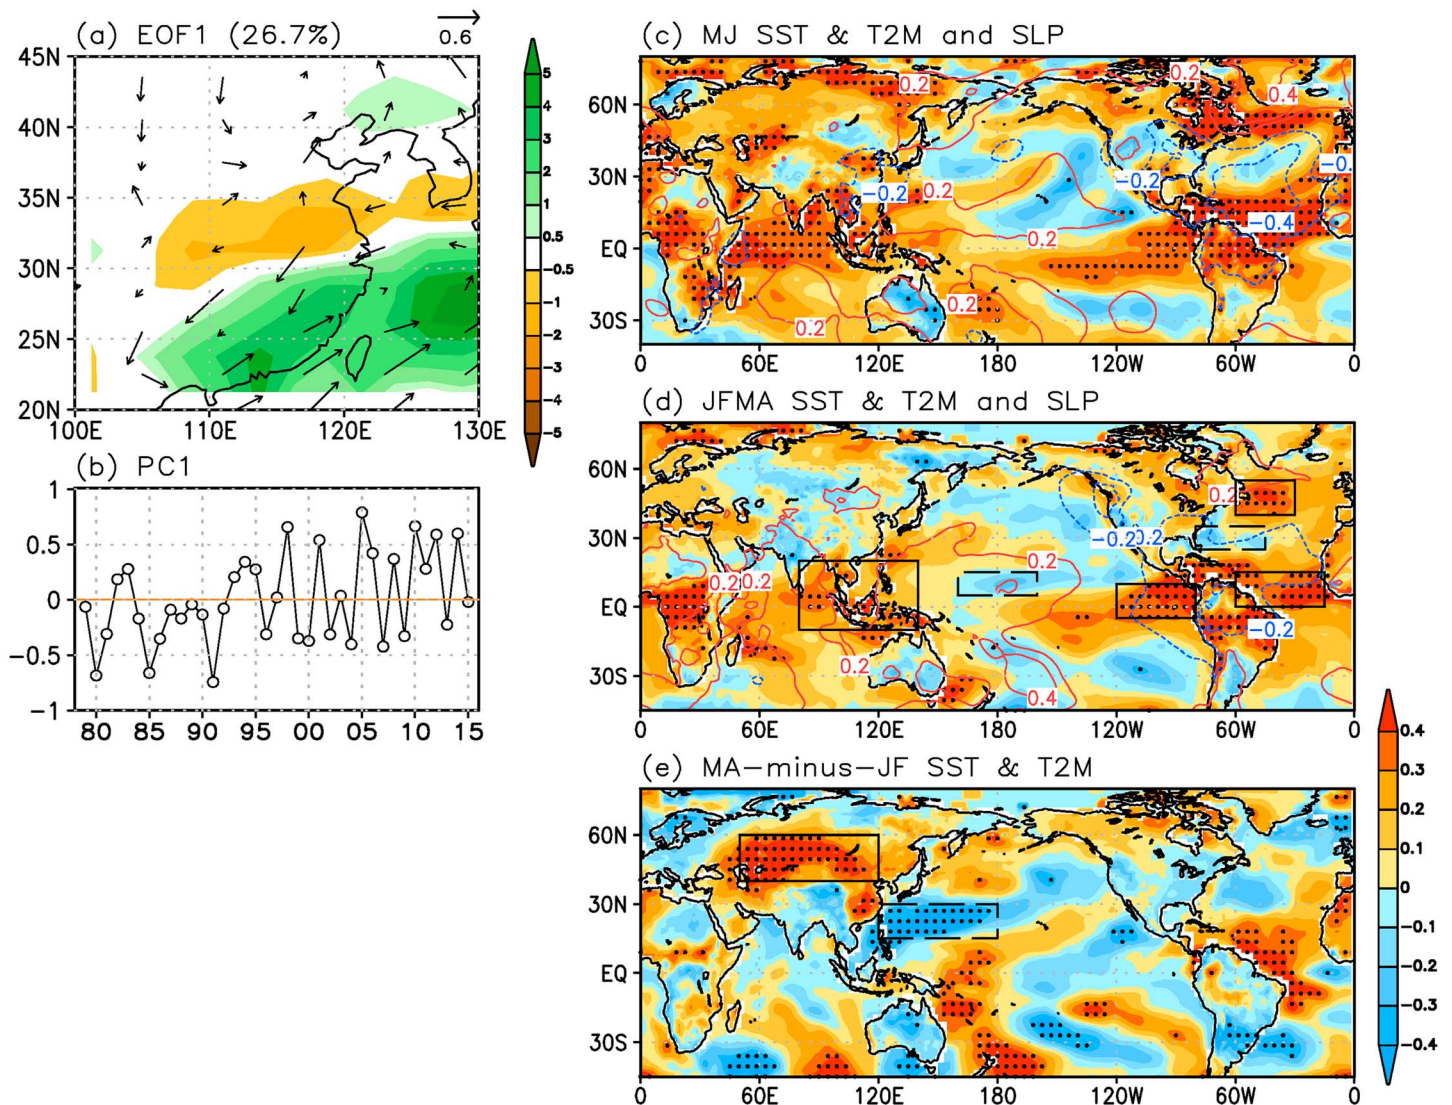 (a) EOF1 (26.7%)
0.6
45N
40N
35N
30N
25N
20N
100E 110E 120E 130E
5
4
3
2
1
0.5
-0.5
-1
-2
-3
-4
-5
(b) PC1
1
0.5
0
-0.5
-1
80 85 90 95 00 05 10 15
(c) MJ SST & T2M and SLP
60N
30N
EQ
30S
0 60E 120E 180 120W 60W 0
0.2
0.2
0.4
-0.2
0.2
-0.2
-0.
-0.4
0.2
0.2
0.2
(d) JFMA SST & T2M and SLP
60N
30N
EQ
30S
0 60E 120E 180 120W 60W 0
0.2
-0.2
0.2
0.2
0.2
0.2
-0.2
0.2
0.4
(e) MA-minus-JF SST & T2M
60N
30N
EQ
30S
0 60E 120E 180 120W 60W 0
0.4
0.3
0.2
0.1
0
-0.1
-0.2
-0.3
-0.4